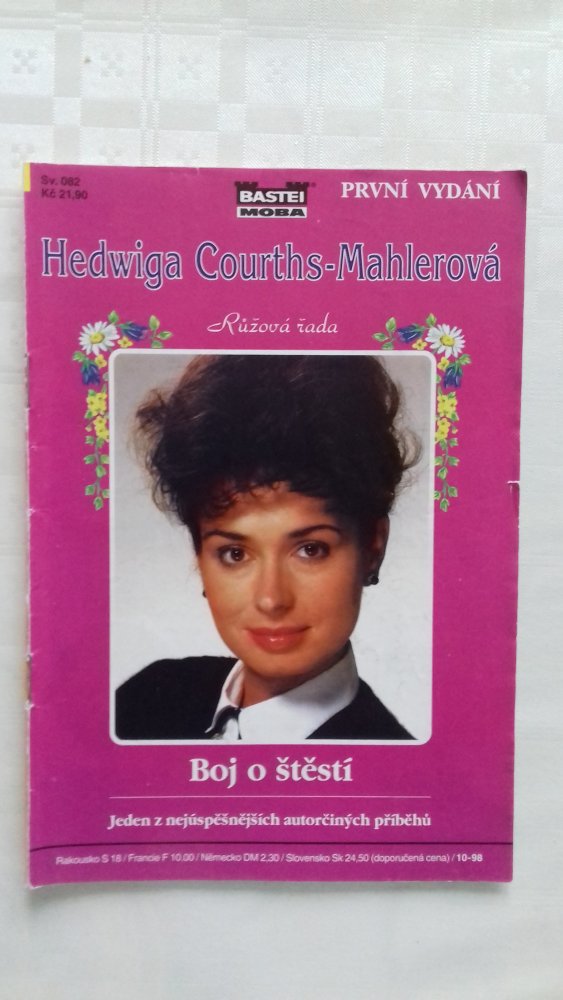 Sv. 082
Kč 21,90
BASTEI®
MOBA
PRVNÍ VYDÁNÍ
Hedwiga Courths-Mahlerová
Růžová řada
Boj o štěstí
Jeden z nejúspěšnějších autorčiných příběhů
Rakousko S 18 / Francie F 10,00 / Německo DM 2,30 / Slovensko Sk 24,50 (doporučená cena) / 10-98